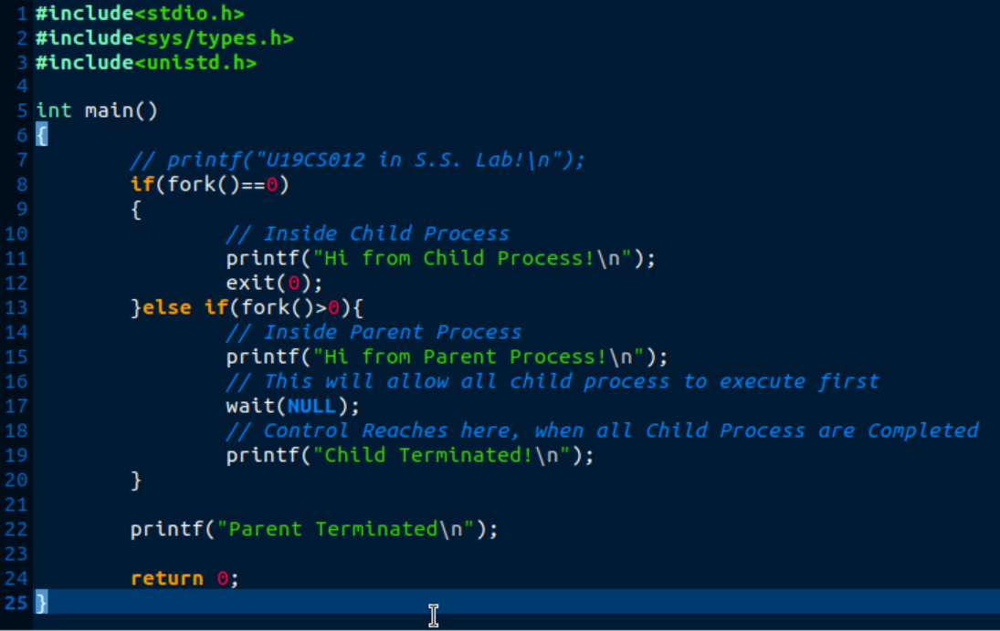 1 #include<stdio.h>
2 #include<sys/types.h>
3 #include<unistd.h>
4
5 int main()
6 {
7 // printf("U19CS012 in S.S. Lab!\n");
8 if(fork()==0)
9 {
10 // Inside Child Process
11 printf("Hi from Child Process!\n");
12 exit(0);
13 }else if(fork()>0){
14 // Inside Parent Process
15 printf("Hi from Parent Process!\n");
16 // This will allow all child process to execute first
17 wait(NULL);
18 // Control Reaches here, when all Child Process are Completed
19 printf("Child Terminated!\n");
20 }
21
22 printf("Parent Terminated\n");
23
24 return 0;
25 }